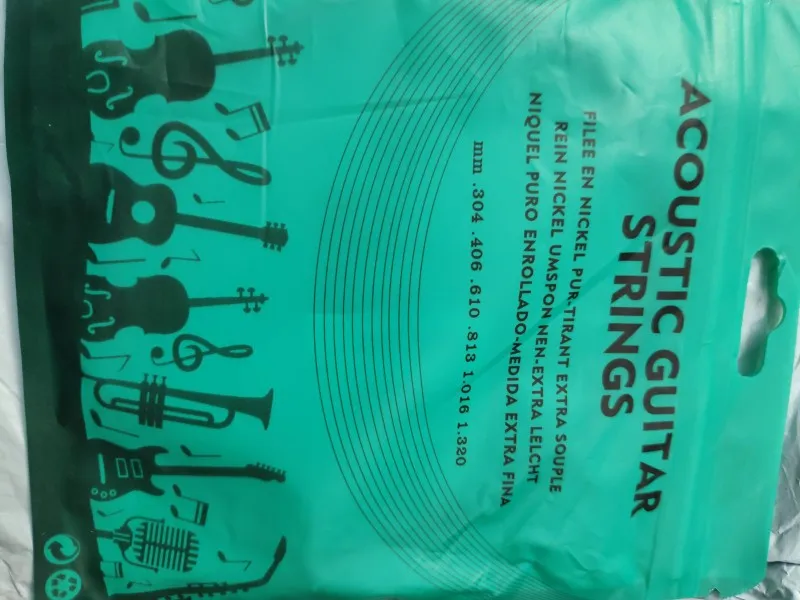 ACOUSTIC GUITAR
STRINGS
FILEE EN NICKEL PUR-TIRANT EXTRA SOUPLE
REIN NICKEL UMSPON NEN-EXTRA LELCHT
NIQUEL PURO ENROLLADO-MEDIDA EXTRA FINA
mm .304 .406 .610 .813 1.016 1.320